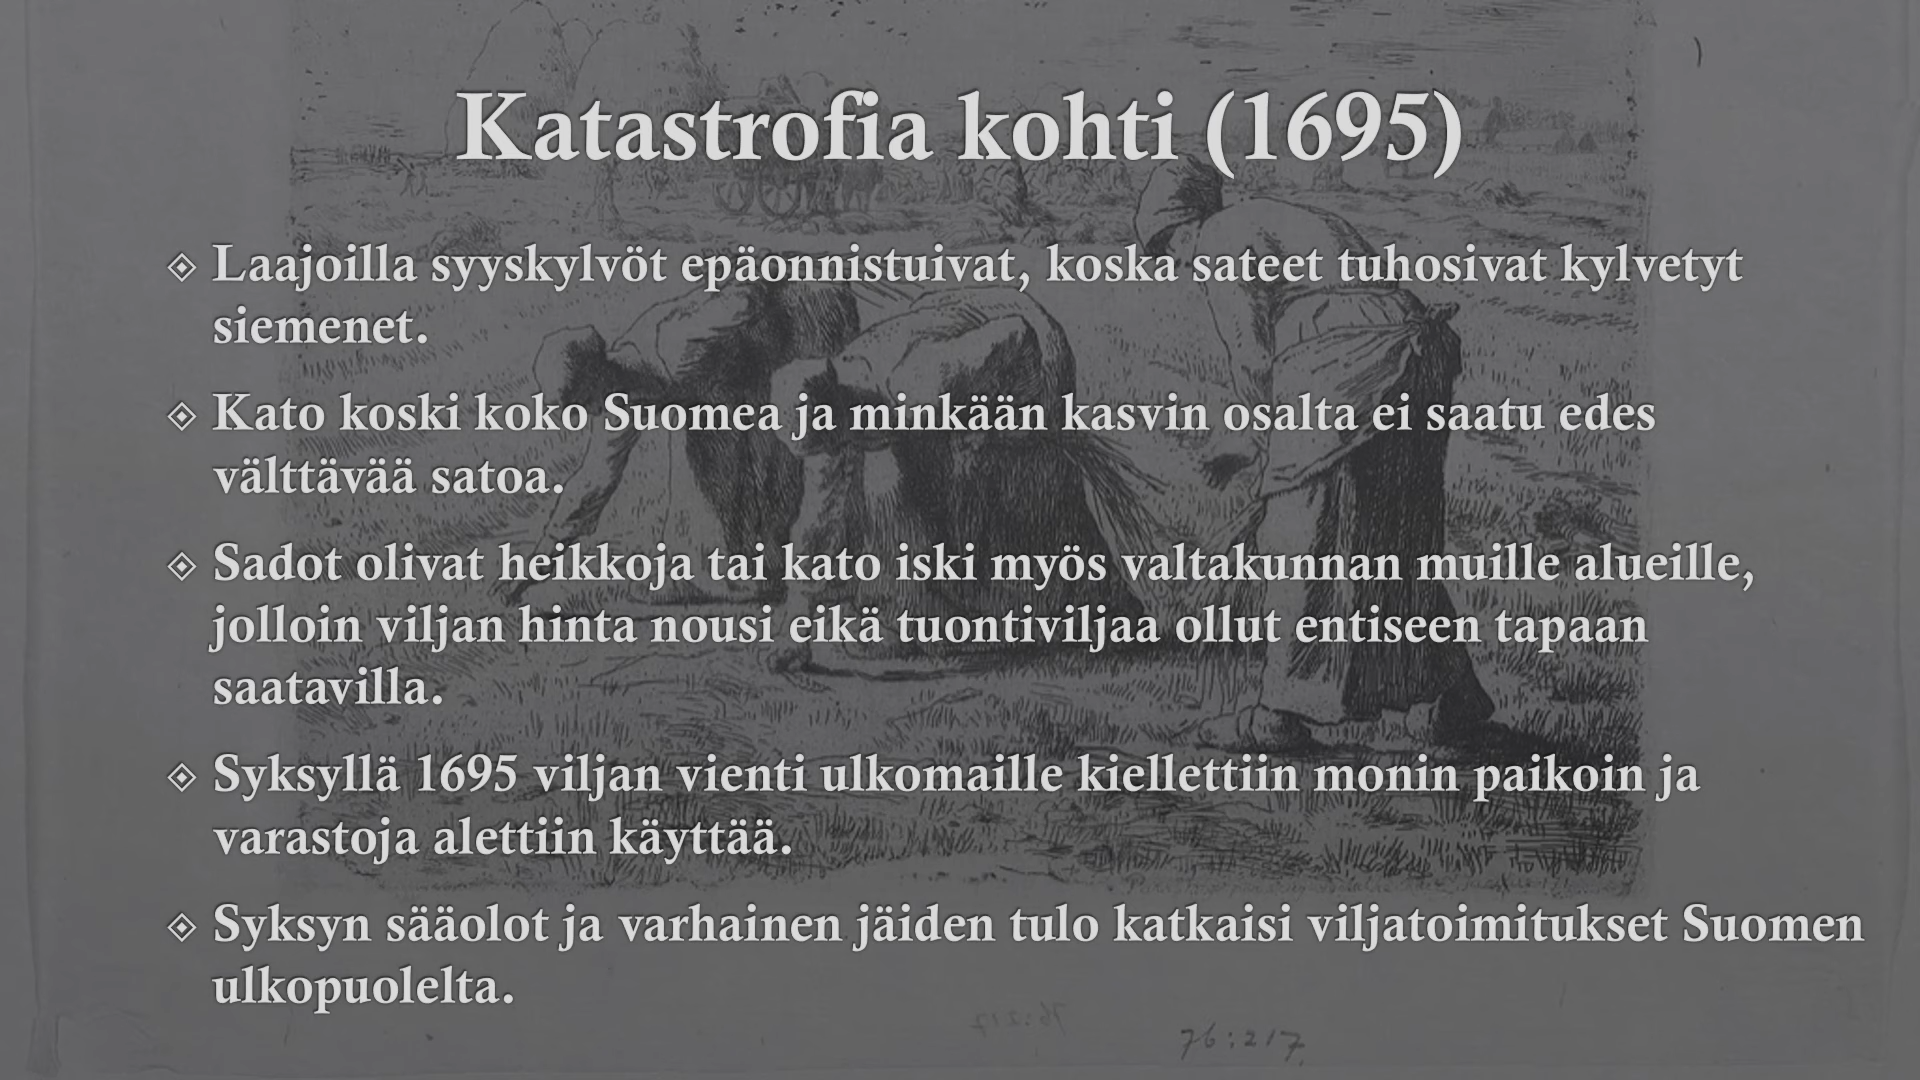 Katastrofia kohti (1695)
Laajoilla syyskylvöt epäonnistuivat, koska sateet tuhosivat kylvetyt
siemenet.
Kato koski koko Suomea ja minkään kasvin osalta ei saatu edes
välttävää satoa.
Sadot olivat heikkoja tai kato iski myös valtakunnan muille alueille,
jolloin viljan hinta nousi eikä tuontiviljaa ollut entiseen tapaan
saatavilla.
Syksyllä 1695 viljan vienti ulkomaille kiellettiin monin paikoin ja
varastoja alettiin käyttää.
Syksyn sääolot ja varhainen jäiden tulo katkaisi viljatoimitukset Suomen
ulkopuolelta.
76:217